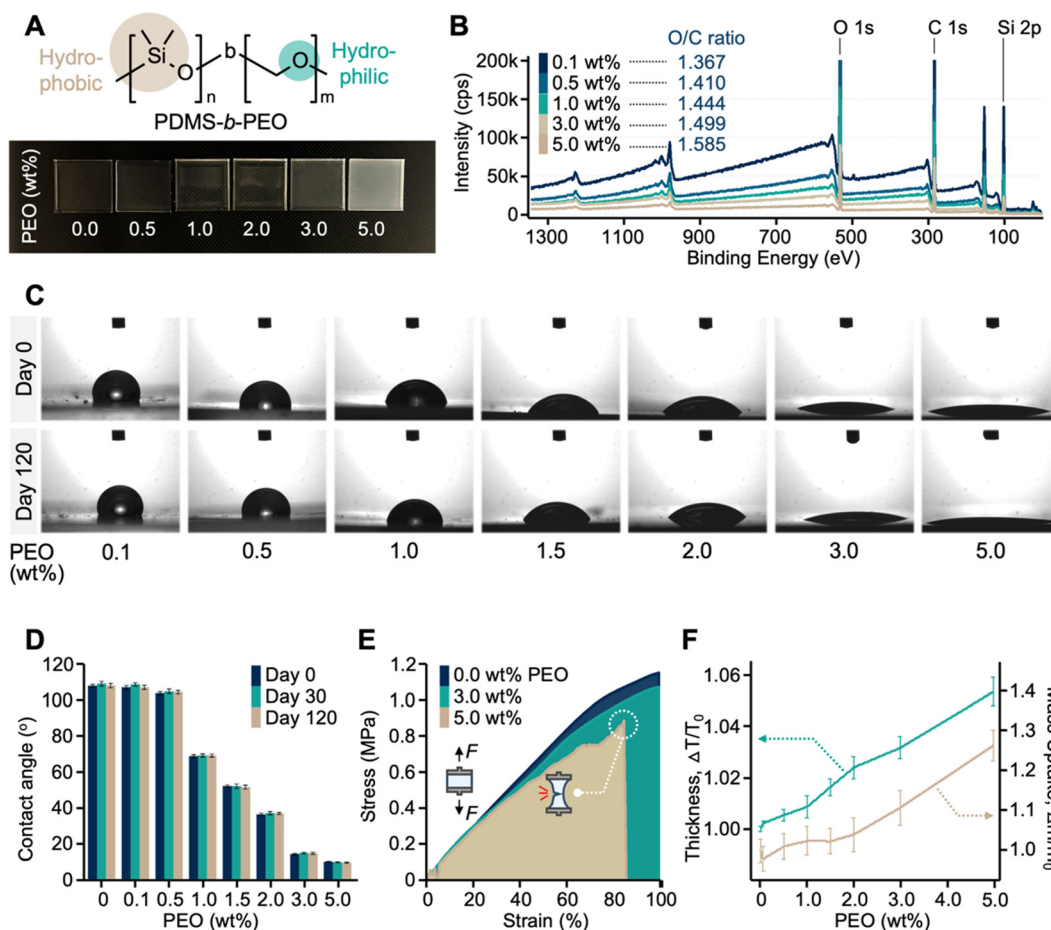 A
Hydro-
phobic
Si
O
n
b
O
m
Hydro-
philic
PDMS-b-PEO
PEO (wt%)
0.0 0.5 1.0 2.0 3.0 5.0
B
O/C ratio
0.1 wt% 1.367
0.5 wt% 1.410
1.0 wt% 1.444
3.0 wt% 1.499
5.0 wt% 1.585
O 1s C 1s Si 2p
Intensity (cps)
200k
150k
100k
50k
0
1300 1100 900 700 500 300 100
Binding Energy (eV)
C
Day 0
Day 120
PEO
(wt%)
0.1 0.5 1.0 1.5 2.0 3.0 5.0
D
Contact angle (º)
120
100
80
60
40
20
0
Day 0
Day 30
Day 120
0 0.1 0.5 1.0 1.5 2.0 3.0 5.0
PEO (wt%)
E
Stress (MPa)
1.2
1.0
0.8
0.6
0.4
0.2
0
0.0 wt% PEO
3.0 wt%
5.0 wt%
F
F
0 20 40 60 80 100
Strain (%)
F
Thickness, ΔT/T0
1.06
1.04
1.02
1.00
1.4
1.3
1.2
1.1
1.0
0 1.0 2.0 3.0 4.0 5.0
PEO (wt%)